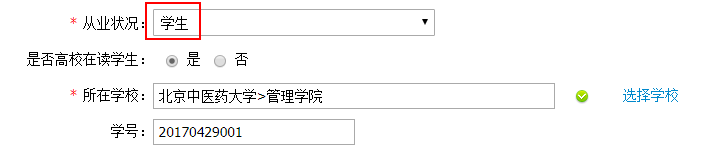 * 从业状况: 学生
是否高校在读学生: 是 否
* 所在学校: 北京中医药大学>管理学院 选择学校
学号: 20170429001